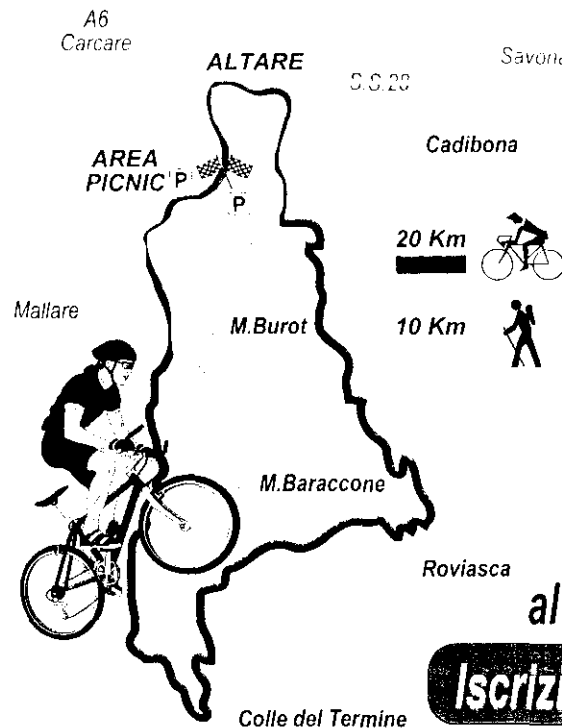 A6
Carcare
ALTARE
Savona
Cadibona
AREA
PICNIC
P
P
20 Km
Mallare
M.Burot
10 Km
M.Baraccone
Roviasca
al
Iscrizi
Colle del Termine